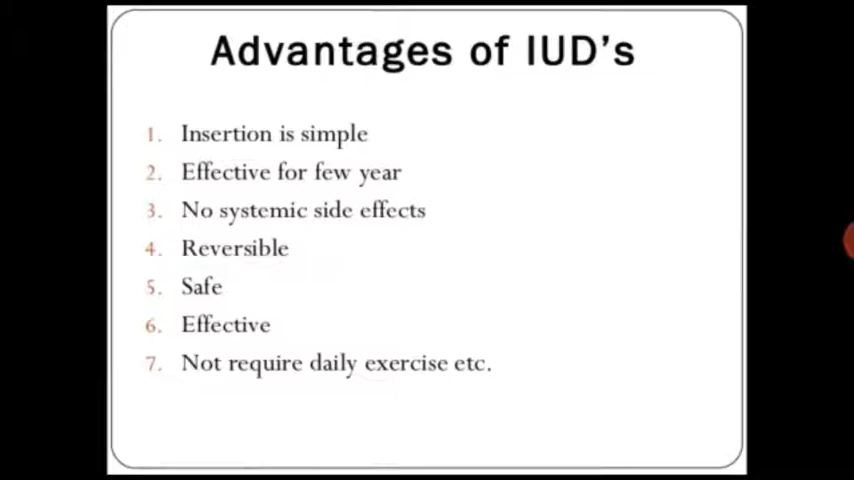 Advantages of IUD's
1. Insertion is simple
2. Effective for few year
3. No systemic side effects
4. Reversible
5. Safe
6. Effective
7. Not require daily exercise etc.